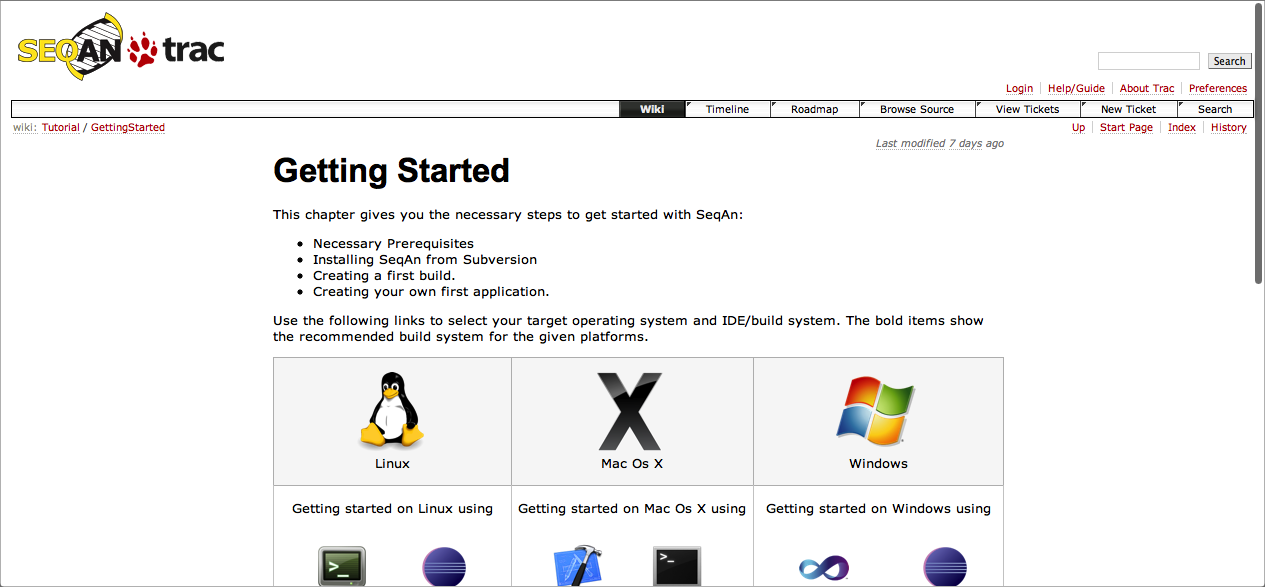 SEQAN trac
Search
Login Help/Guide About Trac Preferences
Wiki Timeline Roadmap Browse Source View Tickets New Ticket Search
wiki: Tutorial / GettingStarted Up Start Page Index History
Last modified 7 days ago
Getting Started
This chapter gives you the necessary steps to get started with SeqAn:
• Necessary Prerequisites
• Installing SeqAn from Subversion
• Creating a first build.
• Creating your own first application.
Use the following links to select your target operating system and IDE/build system. The bold items show
the recommended build system for the given platforms.
Linux Mac Os X Windows
Getting started on Linux using Getting started on Mac Os X using Getting started on Windows using
>_ >_